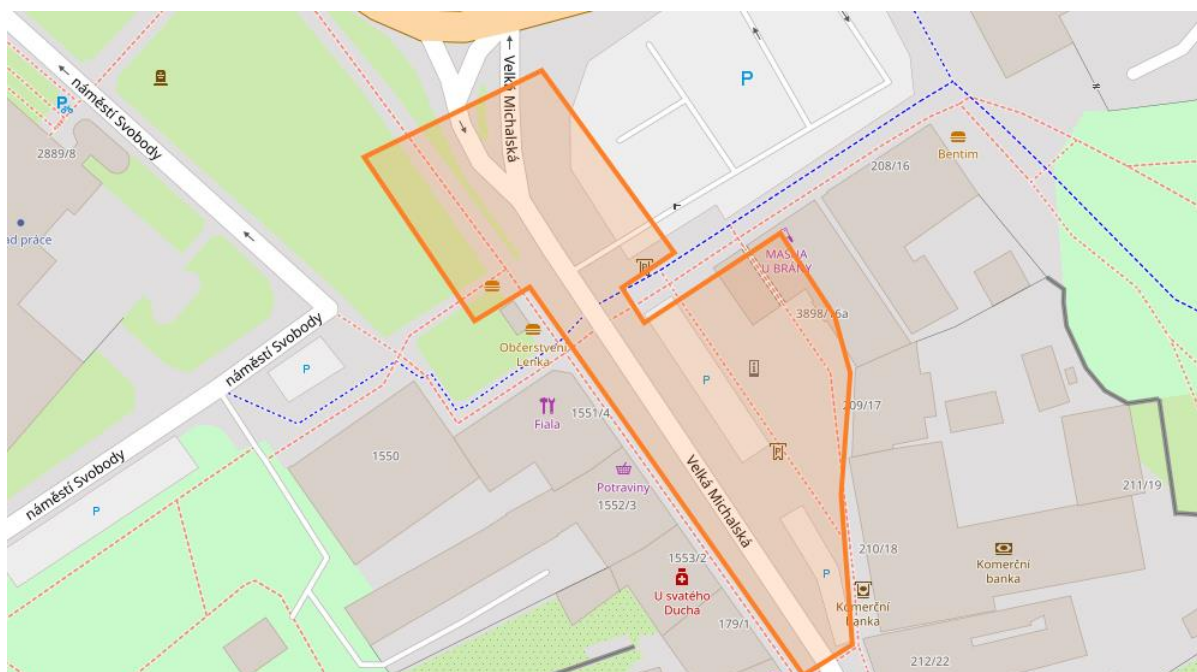 náměstí Svobody
Velká Michalská
P
P
2889/8
208/16
Bentim
ad práce
P
MASNA
U BRÁNY
3898/16a
náměstí Svobody
P
Občerstvení
Lenka
P
i
209/17
1551/4
Fiala
1550
P
náměstí Svobody
P
Potraviny
1552/3
Velká Michalská
211/19
1553/2
210/18
Komerční
banka
U svatého
Ducha
P
Komerční
banka
179/1
212/22